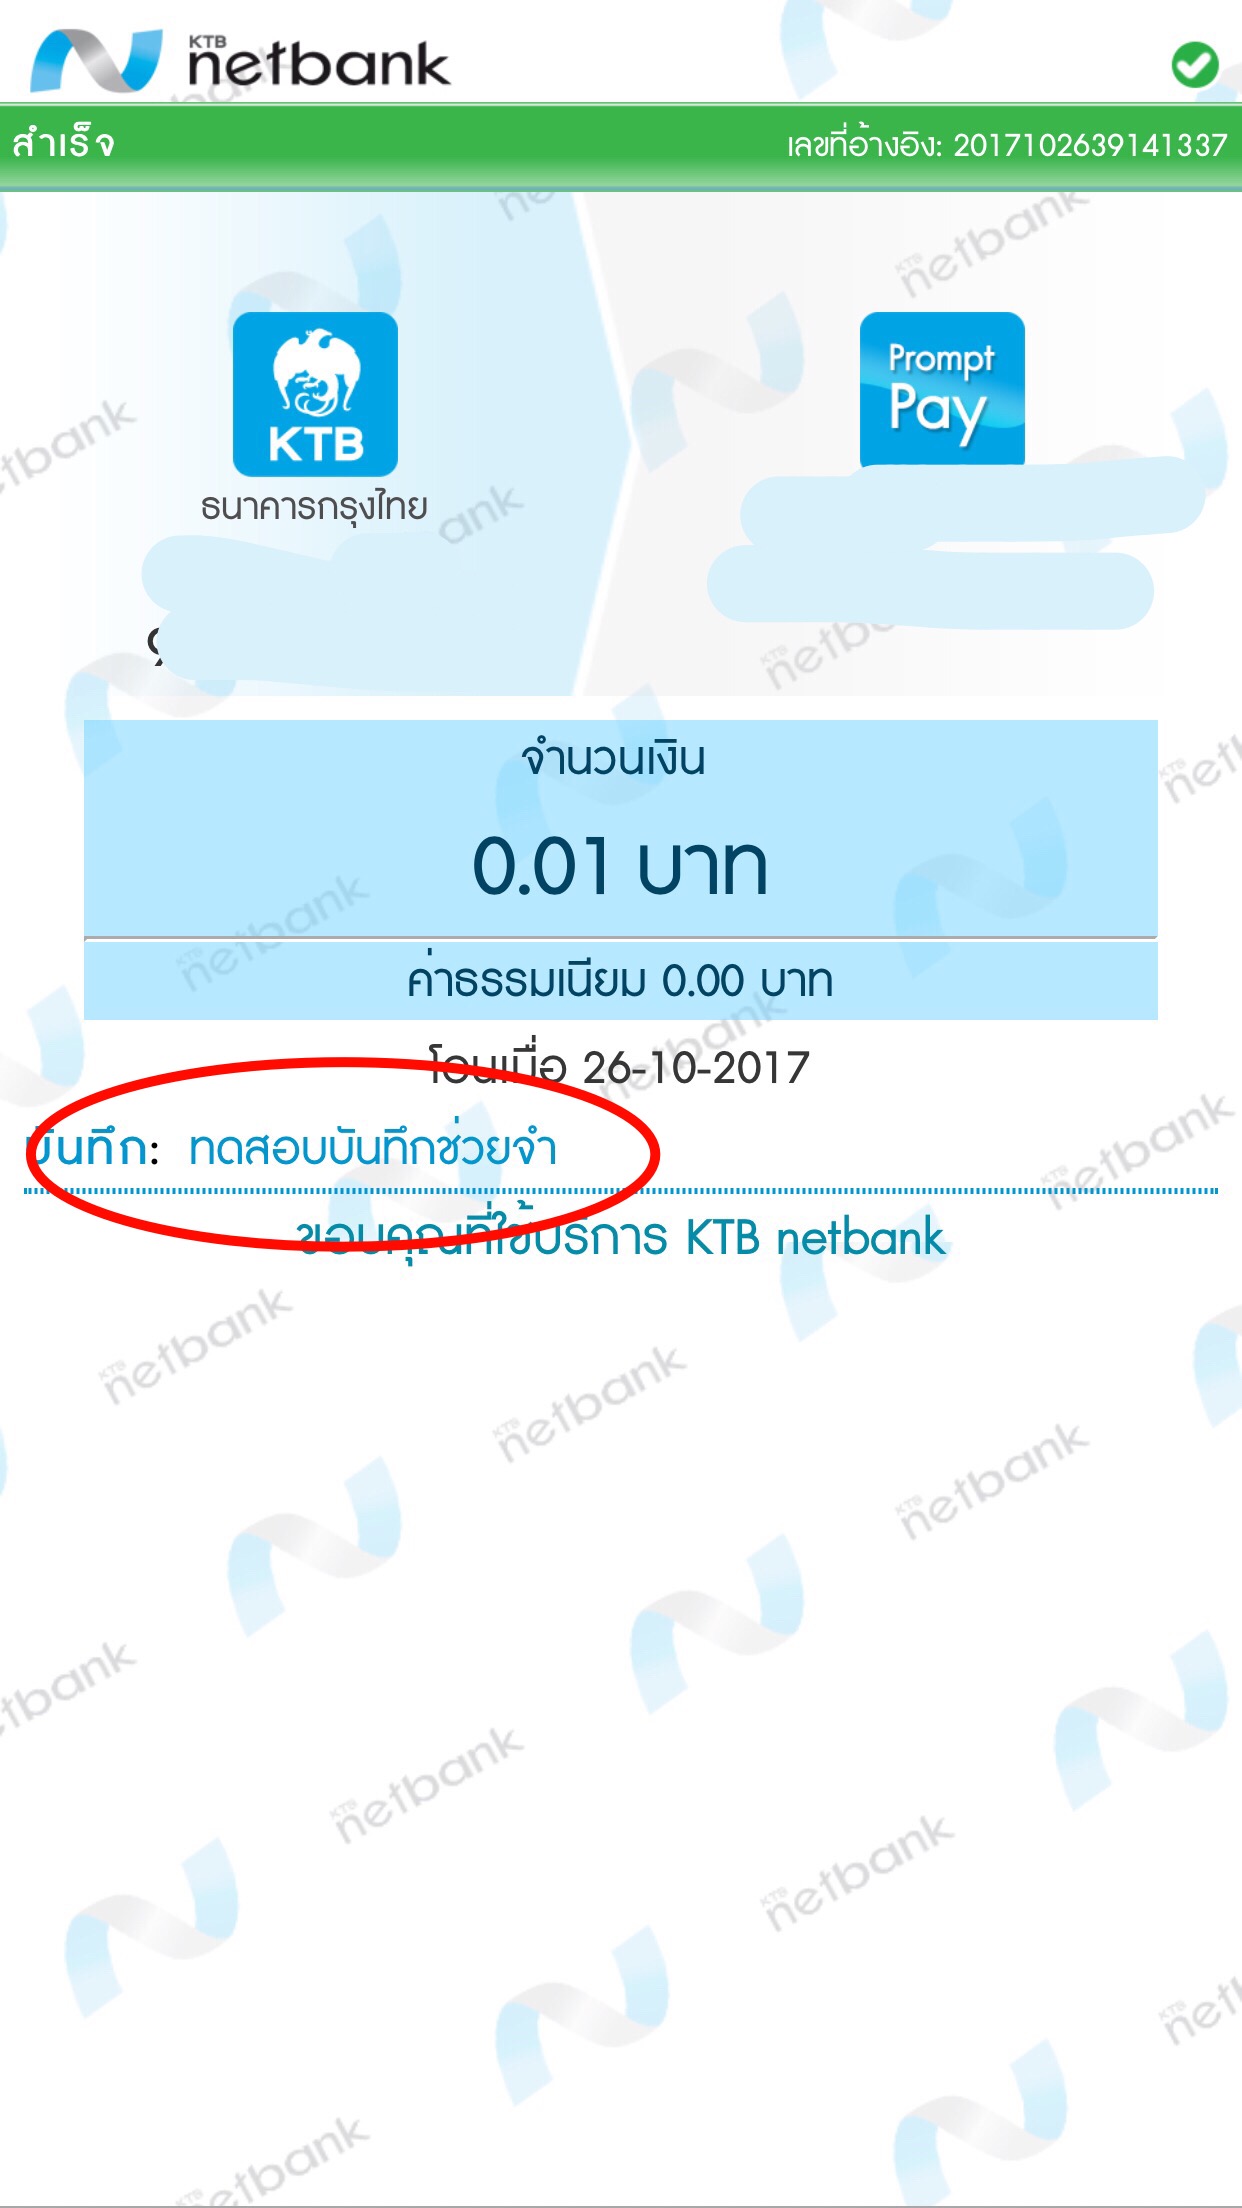 KTB
netbank
สำเร็จ
เลขที่อ้างอิง: 2017102639141337
KTB
Prompt
Pay
ธนาคารกรุงไทย
จำนวนเงิน
0.01 บาท
ค่าธรรมเนียม 0.00 บาท
โอนเมื่อ 26-10-2017
บันทึก: ทดสอบบันทึกช่วยจำ
ขอบคุณที่ใช้บริการ KTB netbank